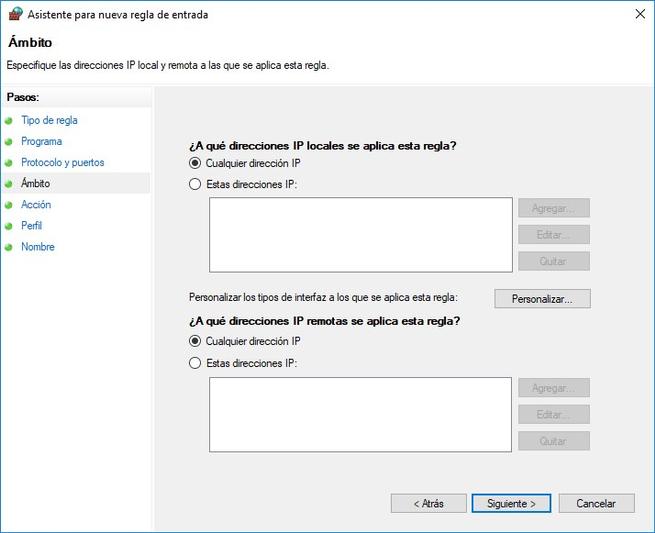 Asistente para nueva regla de entrada
Ámbito
Especifique las direcciones IP local y remota a las que se aplica esta regla.
Pasos:
Tipo de regla
Programa
Protocolo y puertos
Ámbito
Acción
Perfil
Nombre
¿A qué direcciones IP locales se aplica esta regla?
Cualquier dirección IP
Estas direcciones IP:
Agregar...
Editar...
Quitar
Personalizar los tipos de interfaz a los que se aplica esta regla:
Personalizar...
¿A qué direcciones IP remotas se aplica esta regla?
Cualquier dirección IP
Estas direcciones IP:
Agregar...
Editar...
Quitar
< Atrás
Siguiente >
Cancelar